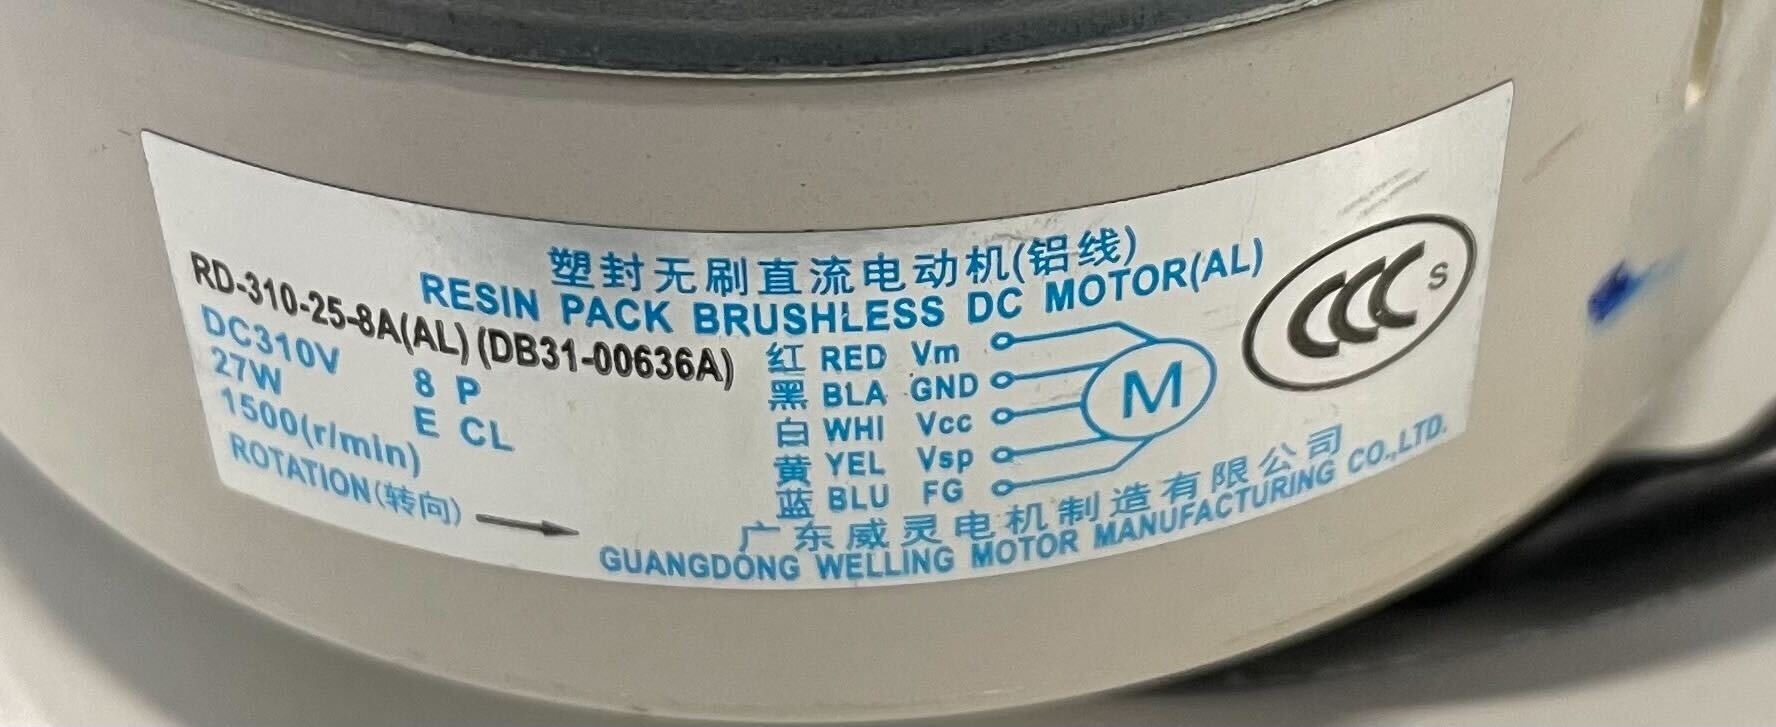 塑封无刷直流电动机(铝线)
RESIN PACK BRUSHLESS DC MOTOR(AL)
RD-310-25-8A(AL)(DB31-00636A)
DC310V 8 P
27W E CL
1500(r/min)
ROTATION(转向)
红 RED Vm
黑 BLA GND
白 WHI Vcc
黄 YEL Vsp
蓝 BLU FG
M
CCC S
广东威灵电机制造有限公司
GUANGDONG WELLING MOTOR MANUFACTURING CO.,LTD.